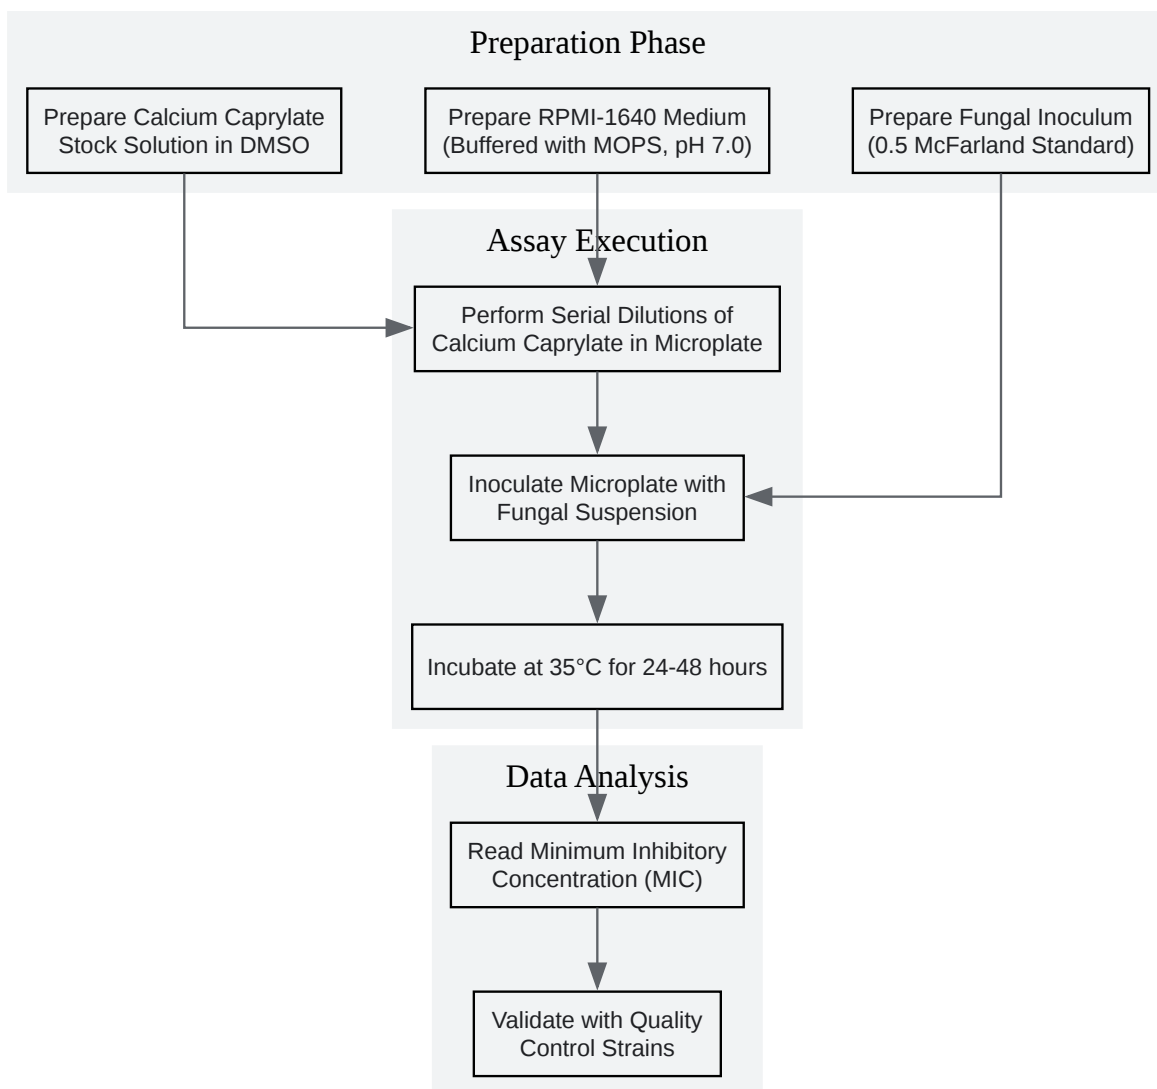 Preparation Phase
Prepare Calcium Caprylate
Stock Solution in DMSO
Prepare RPMI-1640 Medium
(Buffered with MOPS, pH 7.0)
Prepare Fungal Inoculum
(0.5 McFarland Standard)
Assay Execution
Perform Serial Dilutions of
Calcium Caprylate in Microplate
Inoculate Microplate with
Fungal Suspension
Incubate at 35°C for 24-48 hours
Data Analysis
Read Minimum Inhibitory
Concentration (MIC)
Validate with Quality
Control Strains